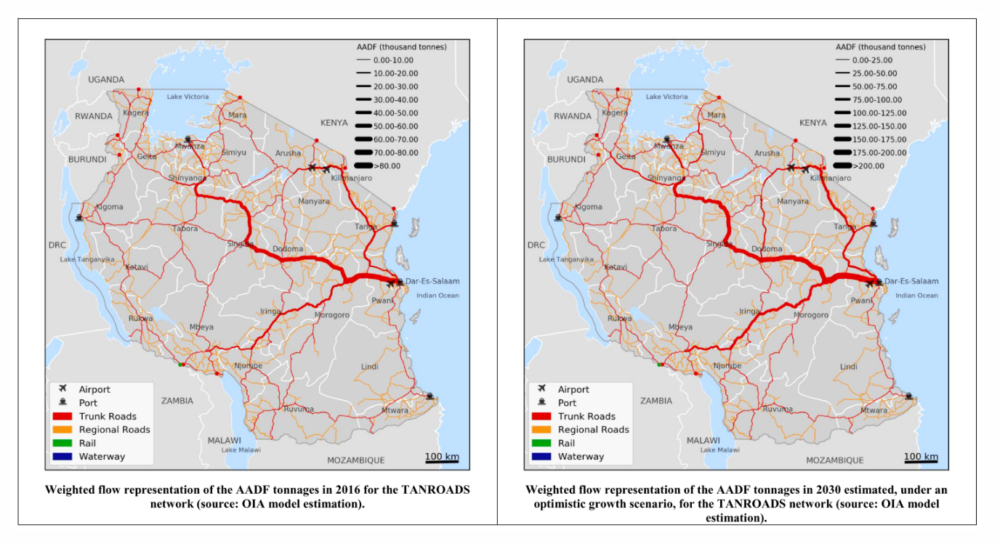 AADF (thousand tonnes)
0.00-10.00
10.00-20.00
20.00-30.00
30.00-40.00
40.00-50.00
50.00-60.00
60.00-70.00
70.00-80.00
>80.00
UGANDA
Lake Victoria
RWANDA
Kagera
Mara
KENYA
Mwanza
BURUNDI
Geita
Simiyu
Arusha
Shinyanga
Kilimanjaro
Manyara
Kigoma
Tabora
Tanga
DRC
Singida
Dodoma
Lake Tanganyika
Katavi
Dar-Es-Salaam
Indian Ocean
Pwani
Iringa
Morogoro
Rukwa
Mbeya
Njombe
Lindi
ZAMBIA
Ruvuma
Mtwara
MALAWI
Lake Malawi
MOZAMBIQUE
100 km
Airport
Port
Trunk Roads
Regional Roads
Rail
Waterway
Weighted flow representation of the AADF tonnages in 2016 for the TANROADS
network (source: OIA model estimation).
AADF (thousand tonnes)
0.00-25.00
25.00-50.00
50.00-75.00
75.00-100.00
100.00-125.00
125.00-150.00
150.00-175.00
175.00-200.00
>200.00
UGANDA
Lake Victoria
RWANDA
Kagera
Mara
KENYA
Mwanza
BURUNDI
Geita
Simiyu
Arusha
Shinyanga
Kilimanjaro
Manyara
Kigoma
Tabora
Tanga
DRC
Singida
Dodoma
Lake Tanganyika
Katavi
Dar-Es-Salaam
Indian Ocean
Pwani
Iringa
Morogoro
Rukwa
Mbeya
Njombe
Lindi
ZAMBIA
Ruvuma
Mtwara
MALAWI
Lake Malawi
MOZAMBIQUE
100 km
Airport
Port
Trunk Roads
Regional Roads
Rail
Waterway
Weighted flow representation of the AADF tonnages in 2030 estimated, under an
optimistic growth scenario, for the TANROADS network (source: OIA model
estimation).